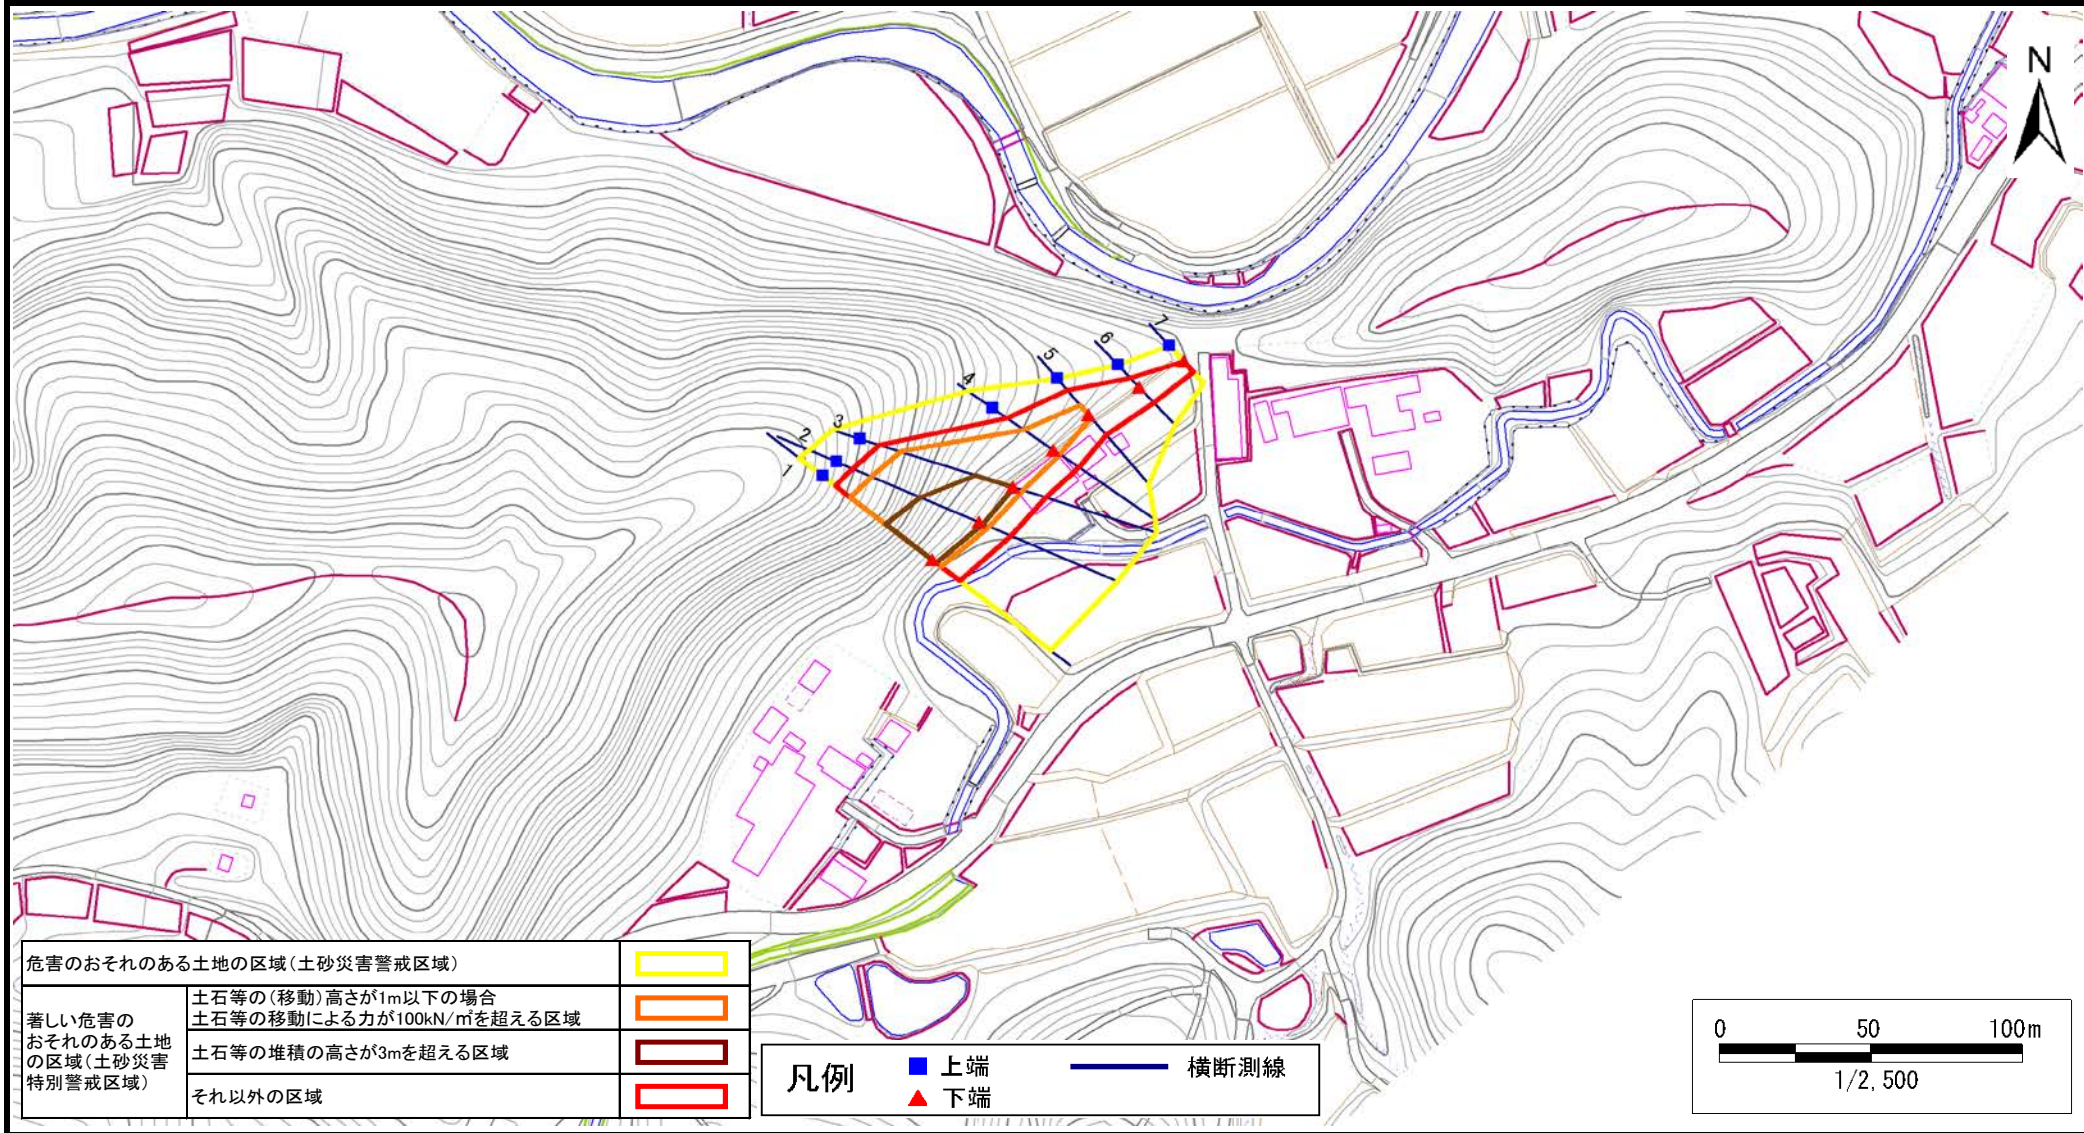 N
7
6
5
4
3
2
1
危害のおそれのある土地の区域(土砂災害警戒区域)
著しい危害の
おそれのある土地
の区域(土砂災害
特別警戒区域)
土石等の(移動)高さが1m以下の場合
土石等の移動による力が100kN/㎡を超える区域
土石等の堆積の高さが3mを超える区域
それ以外の区域
凡例
上端
下端
横断測線
0 50 100m
1/2,500